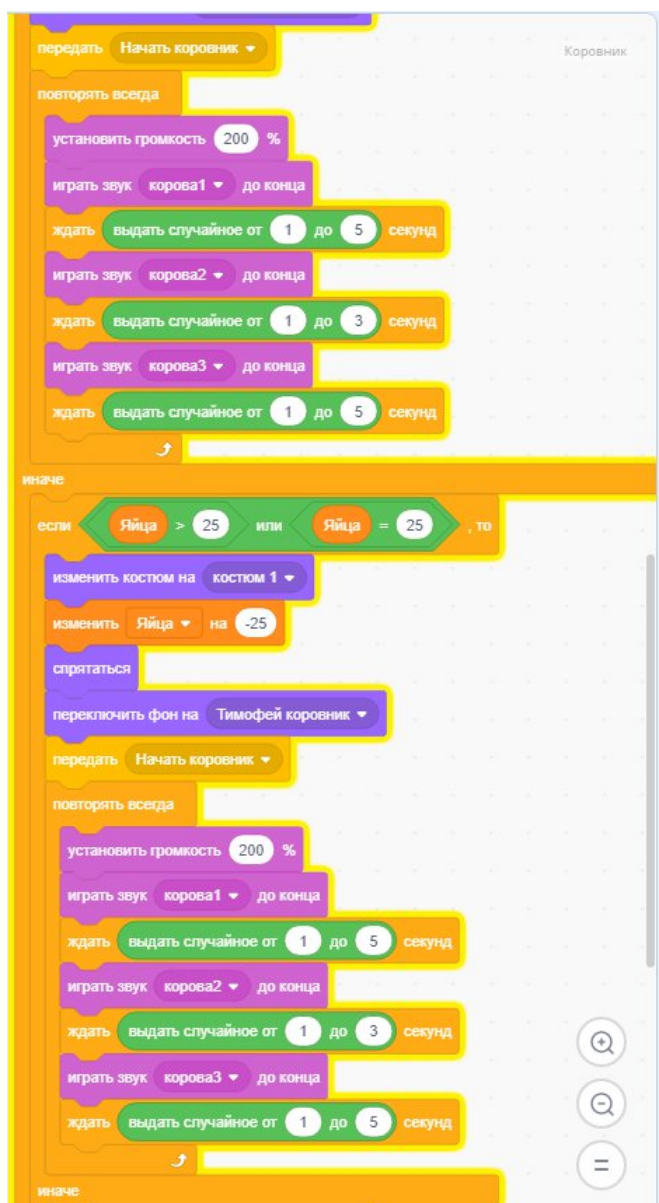 передать Начать коровник
Коровник
повторять всегда
установить громкость 200 %
играть звук корова1 до конца
ждать выдать случайное от 1 до 5 секунд
играть звук корова2 до конца
ждать выдать случайное от 1 до 3 секунд
играть звук корова3 до конца
ждать выдать случайное от 1 до 5 секунд
иначе
если Яйца > 25 или Яйца = 25 , то
изменить костюм на костюм 1
изменить Яйца на -25
спрятаться
переключить фон на Тимофей коровник
передать Начать коровник
повторять всегда
установить громкость 200 %
играть звук корова1 до конца
ждать выдать случайное от 1 до 5 секунд
играть звук корова2 до конца
ждать выдать случайное от 1 до 3 секунд
играть звук корова3 до конца
ждать выдать случайное от 1 до 5 секунд
иначе